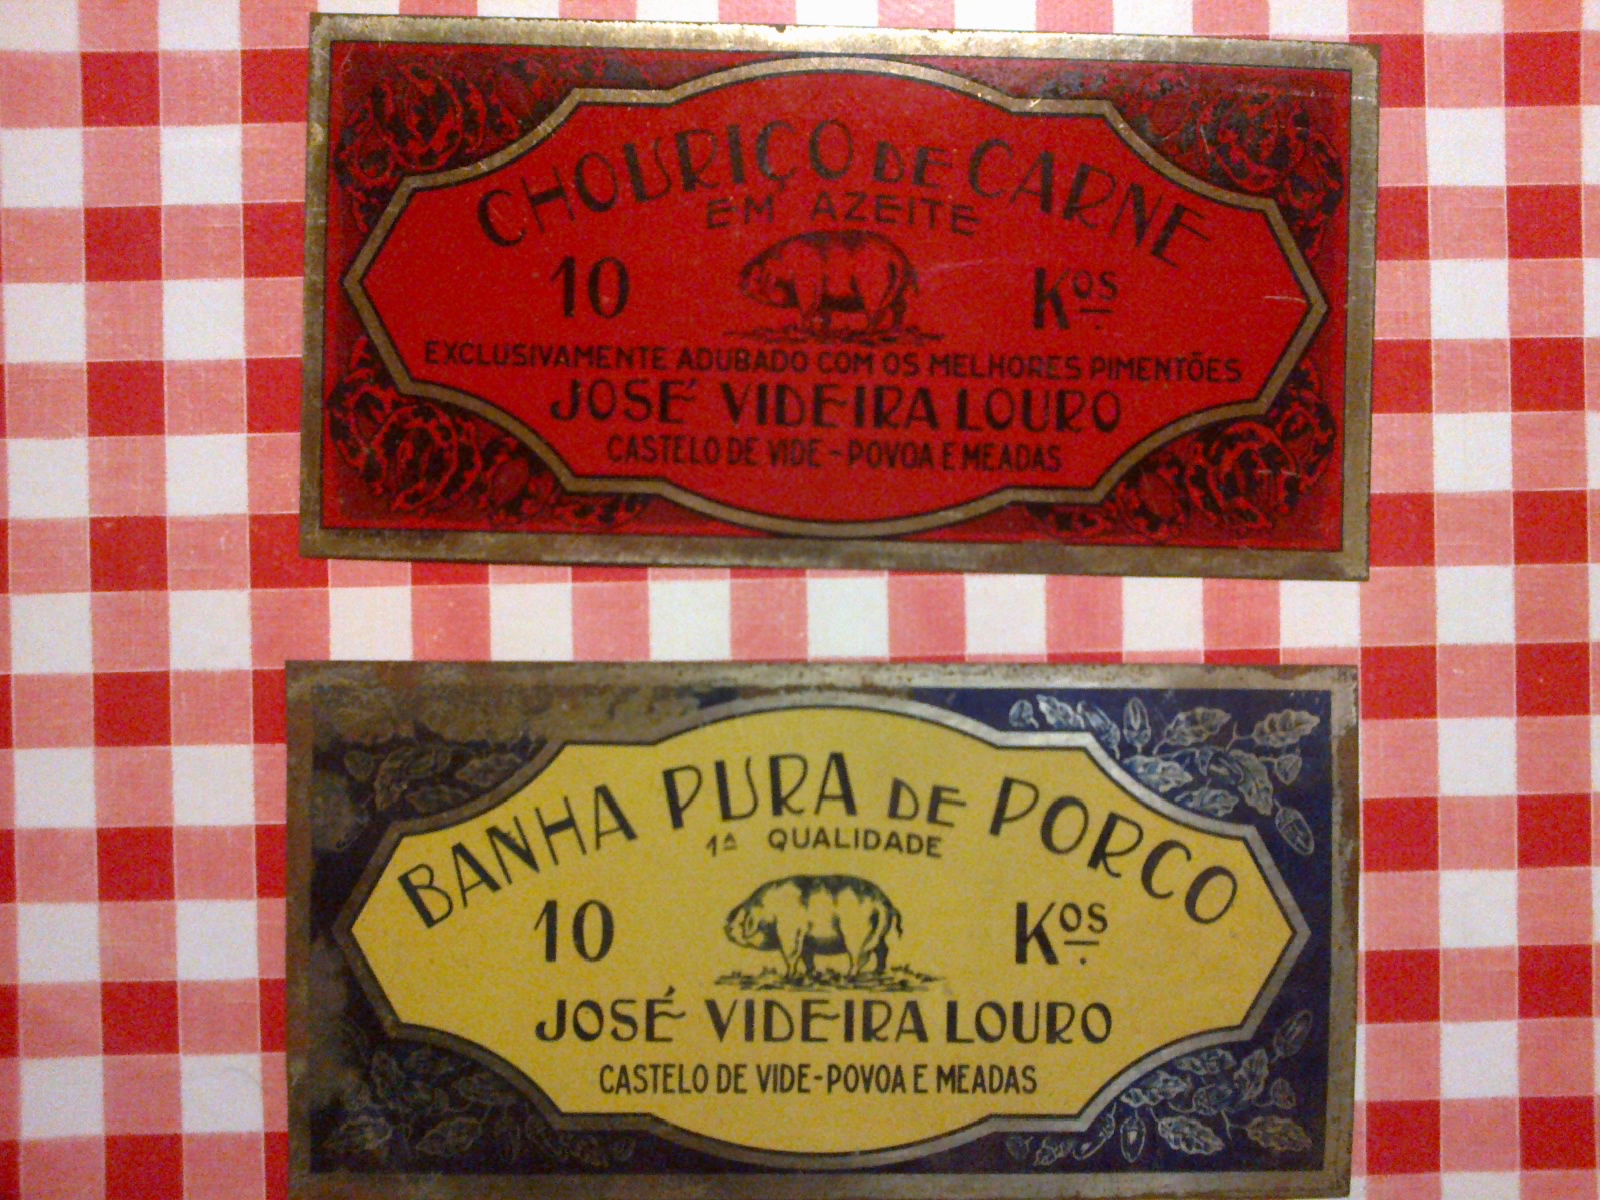 CHOURIÇO DE CARNE
EM AZEITE
10 Kos
EXCLUSIVAMENTE ADUBADO COM OS MELHORES PIMENTÕES
JOSÉ VIDEIRA LOURO
CASTELO DE VIDE - POVOA E MEADAS
BANHA PURA DE PORCO
1ª QUALIDADE
10 Kos
JOSÉ VIDEIRA LOURO
CASTELO DE VIDE - POVOA E MEADAS